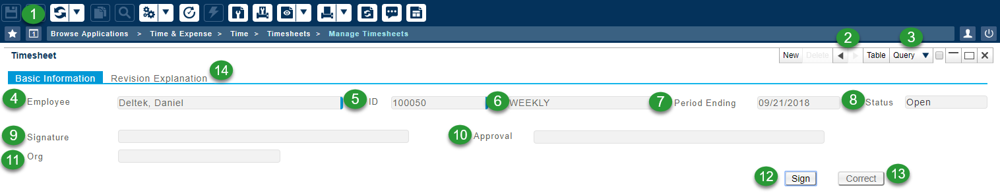 1
1 Browse Applications > Time & Expense > Time > Timesheets > Manage Timesheets
2 3
Timesheet New Delete Table Query
14
Basic Information Revision Explanation
4 Employee Deltek, Daniel 5 ID 100050 6 WEEKLY 7 Period Ending 09/21/2018 8 Status Open
9 Signature 10 Approval
11 Org
12 Sign Correct 13